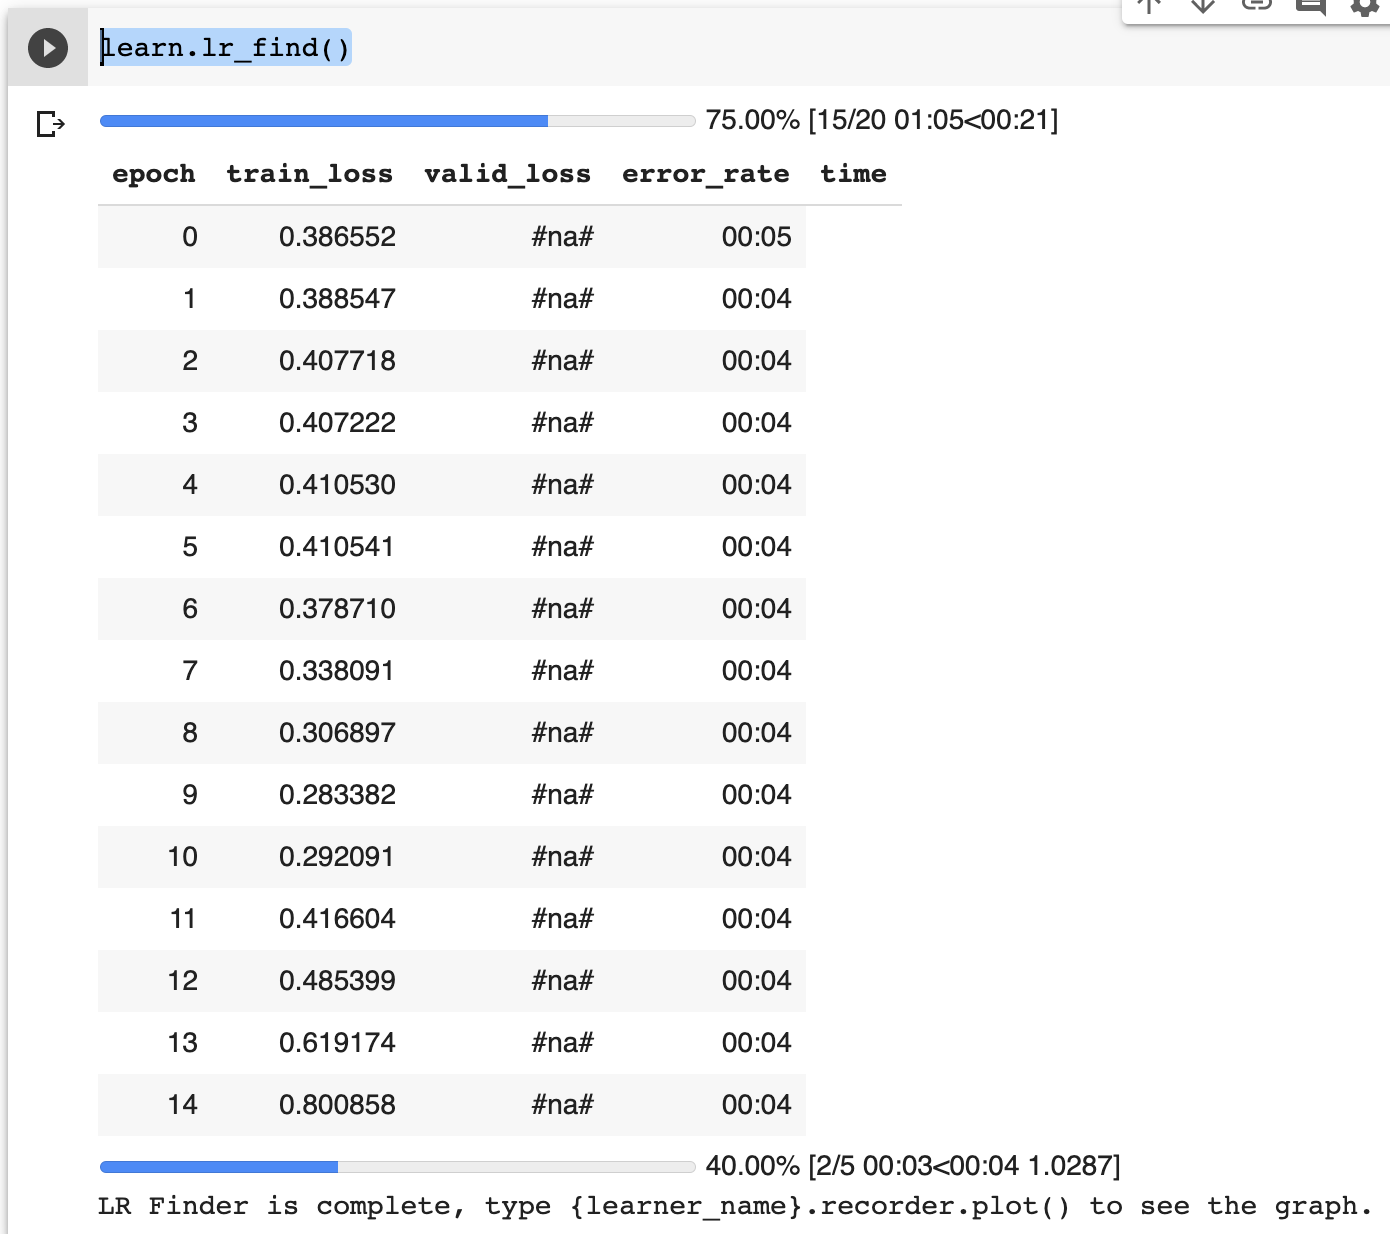 learn.lr_find()
75.00% [15/20 01:05<00:21]
epoch train_loss valid_loss error_rate time
0 0.386552 #na# 00:05
1 0.388547 #na# 00:04
2 0.407718 #na# 00:04
3 0.407222 #na# 00:04
4 0.410530 #na# 00:04
5 0.410541 #na# 00:04
6 0.378710 #na# 00:04
7 0.338091 #na# 00:04
8 0.306897 #na# 00:04
9 0.283382 #na# 00:04
10 0.292091 #na# 00:04
11 0.416604 #na# 00:04
12 0.485399 #na# 00:04
13 0.619174 #na# 00:04
14 0.800858 #na# 00:04
40.00% [2/5 00:03<00:04 1.0287]
LR Finder is complete, type {learner_name}.recorder.plot() to see the graph.